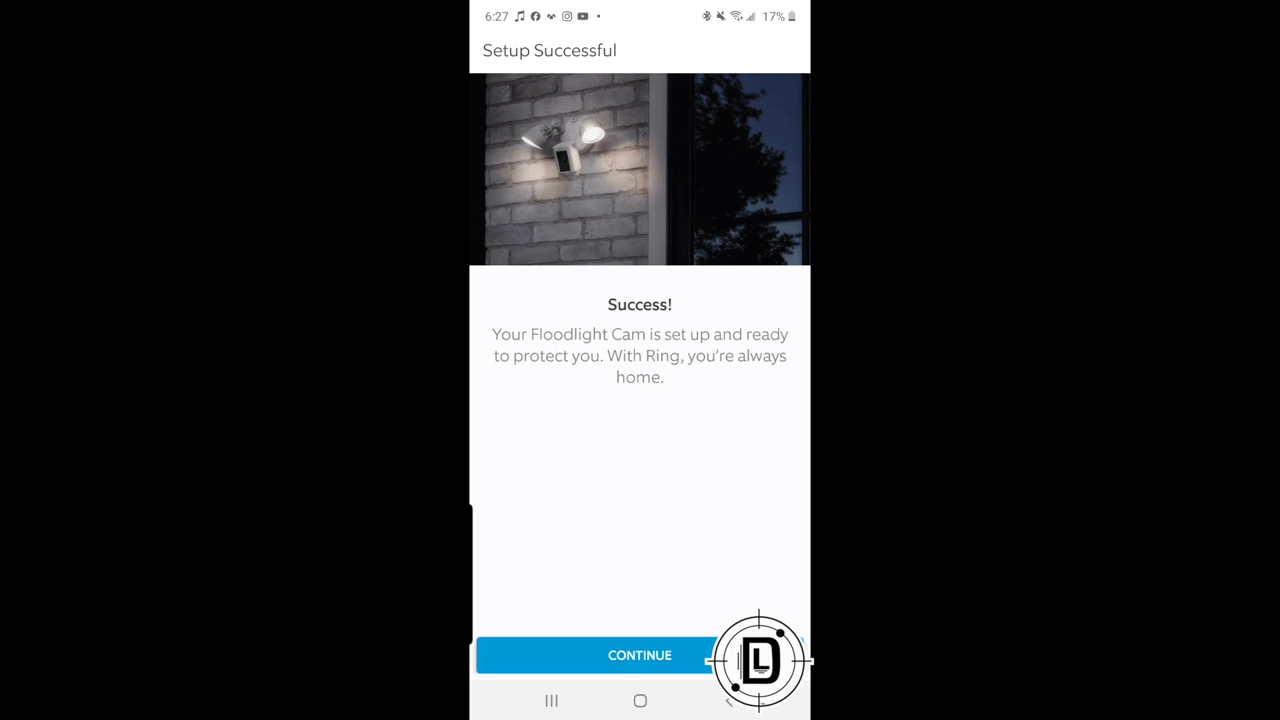 6:27
17%
Setup Successful
Success!
Your Floodlight Cam is set up and ready
to protect you. With Ring, you're always
home.
CONTINUE
DL